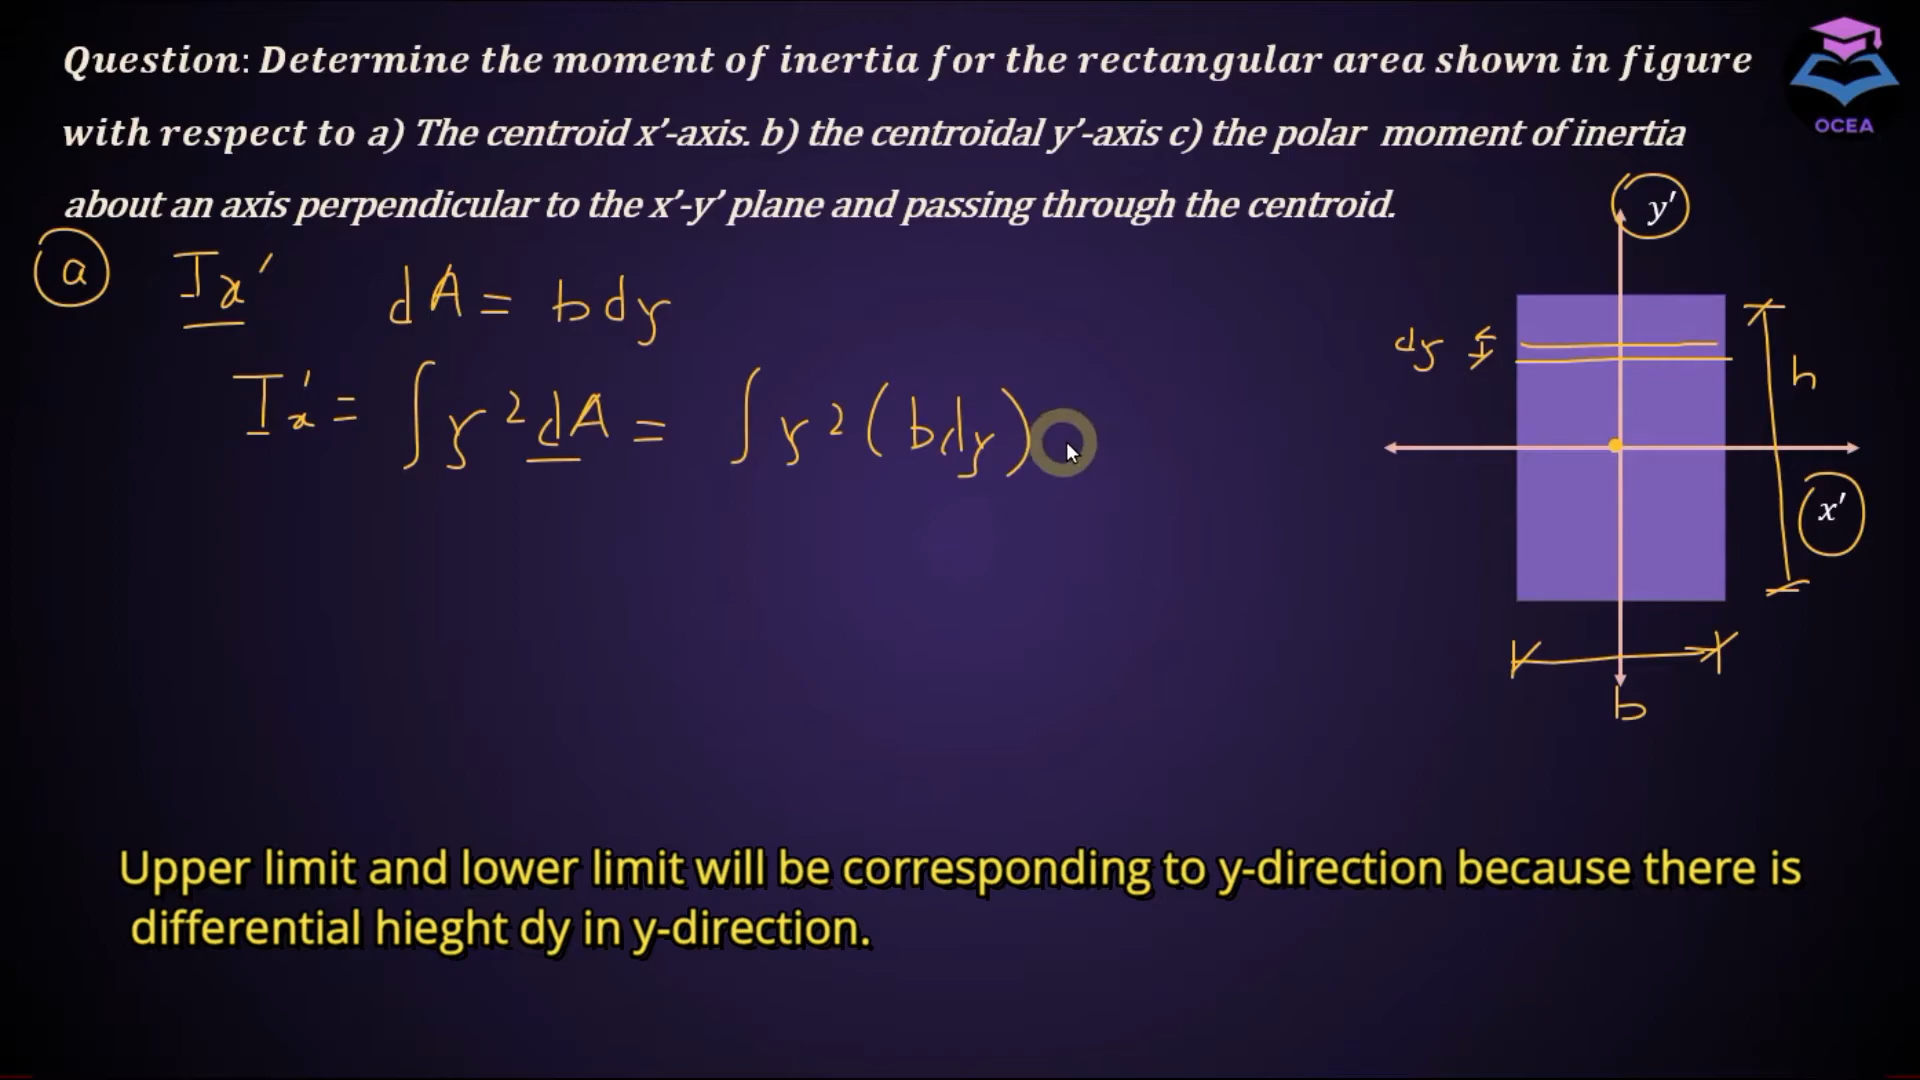 Question: Determine the moment of inertia for the rectangular area shown in figure
with respect to a) The centroid x’-axis. b) the centroidal y’-axis c) the polar moment of inertia
about an axis perpendicular to the x’-y’ plane and passing through the centroid.
OCEA
y′
a Ix′ dA = bdy
Ix′ = ∫y²dA = ∫y²(bdy)
dy
h
x′
b
Upper limit and lower limit will be corresponding to y-direction because there is
differential hieght dy in y-direction.